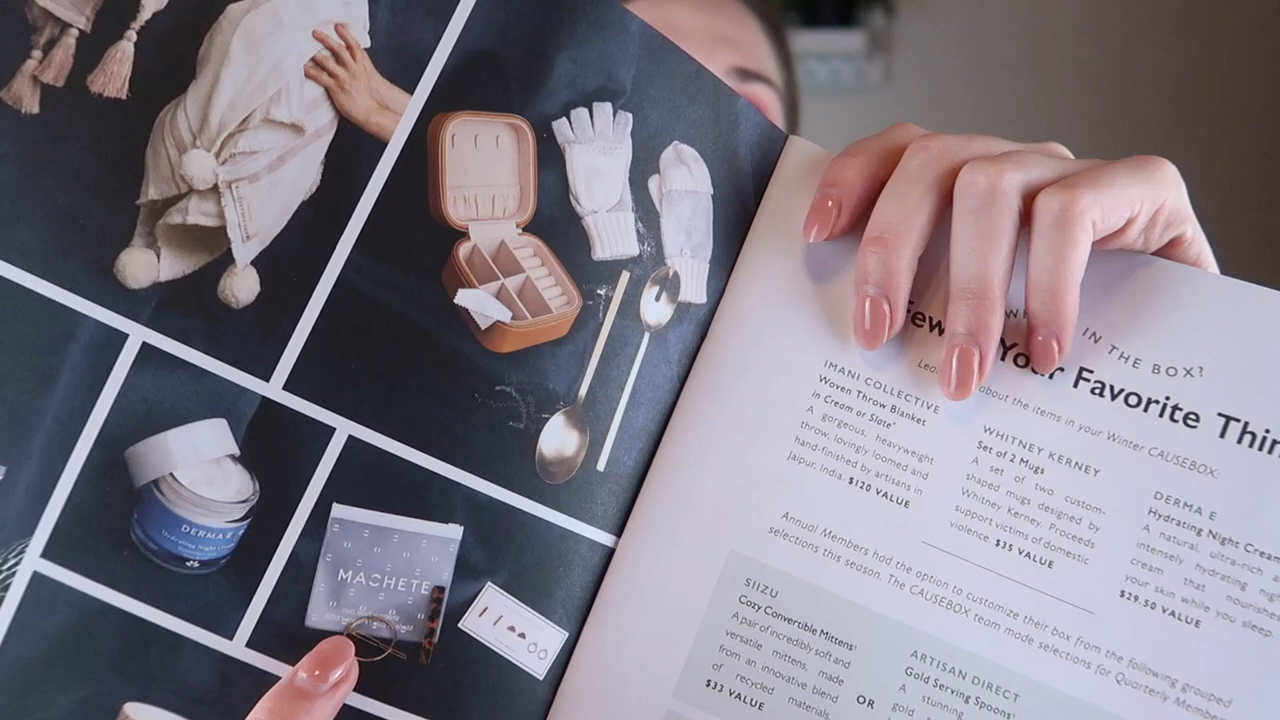 DERMA E
Hydrating Night Cream
MACHETE
IN THE BOX?
Your Favorite
about the items in your Winter CAUSEBOX:
IMANI COLLECTIVE
Woven Throw Blanket
in Cream or Slate*
A gorgeous, heavyweight
throw, lovingly loomed and
hand-finished by artisans in
Jaipur, India. $120 VALUE
WHITNEY KERNEY
Set of 2 Mugs
A set of two custom-
shaped mugs designed by
Whitney Kerney. Proceeds
support victims of domestic
violence. $35 VALUE
DERMA E
Hydrating Night Cream
A natural, ultra-rich
intensely hydrating
cream that nourishes
your skin while you sleep.
$29.50 VALUE
Annual Members had the option to customize their box from the following grouped
selections this season. The CAUSEBOX team made selections for Quarterly
SIIZU
Cozy Convertible Mittens†
A pair of incredibly soft and
versatile mittens, made
from an innovative blend
of recycled materials.
$33 VALUE
OR
ARTISAN DIRECT
Gold Serving Spoons†
A stunning
gold